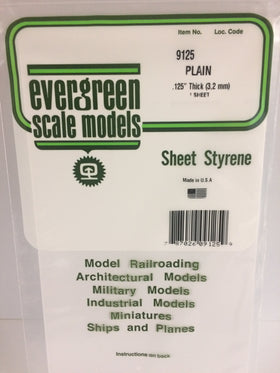 Item No. Loc. Code
9125
PLAIN
.125" Thick (3,2 mm)
1 SHEET
evergreen
scale models
Sheet Styrene
Made in U.S.A
Model Railroading
Architectural Models
Military Models
Industrial Models
Miniatures
Ships and Planes
Instructions on back